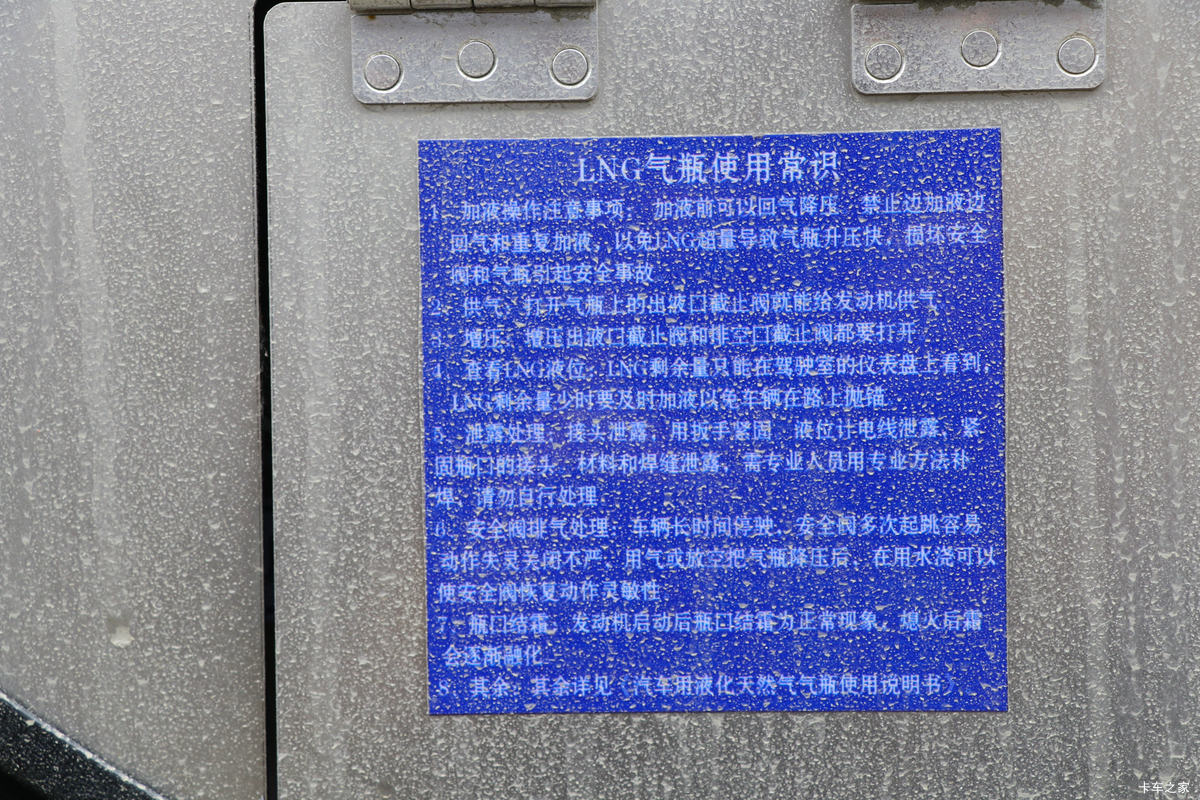 LNG气瓶使用常识
1、加液操作注意事项：加液前可以回气降压，禁止边加液边
回气和重复加液，以免LNG超量导致气瓶升压快，损坏安全
阀和气瓶引起安全事故
2、供气：打开气瓶上的出液口截止阀就能给发动机供气
3、增压：增压出液口截止阀和排空口截止阀都要打开
4、查看LNG液位：LNG剩余量只能在驾驶室的仪表盘上看到，
LNG剩余量少时要及时加液以免车辆在路上抛锚
5、泄露处理：接头泄露，用扳手紧固，液位计电线泄露，紧
固瓶口的接头，材料和焊缝泄露，需专业人员用专业方法补
焊，请勿自行处理
6、安全阀排气处理：车辆长时间停驶，安全阀多次起跳容易
动作失灵关闭不严，用气或放空把气瓶降压后，在用水浇可以
使安全阀恢复动作灵敏性
7、瓶口结霜：发动机启动后瓶口结霜为正常现象，熄火后霜
会逐渐融化
8、其余：其余详见《汽车用液化天然气气瓶使用说明书》
卡车之家